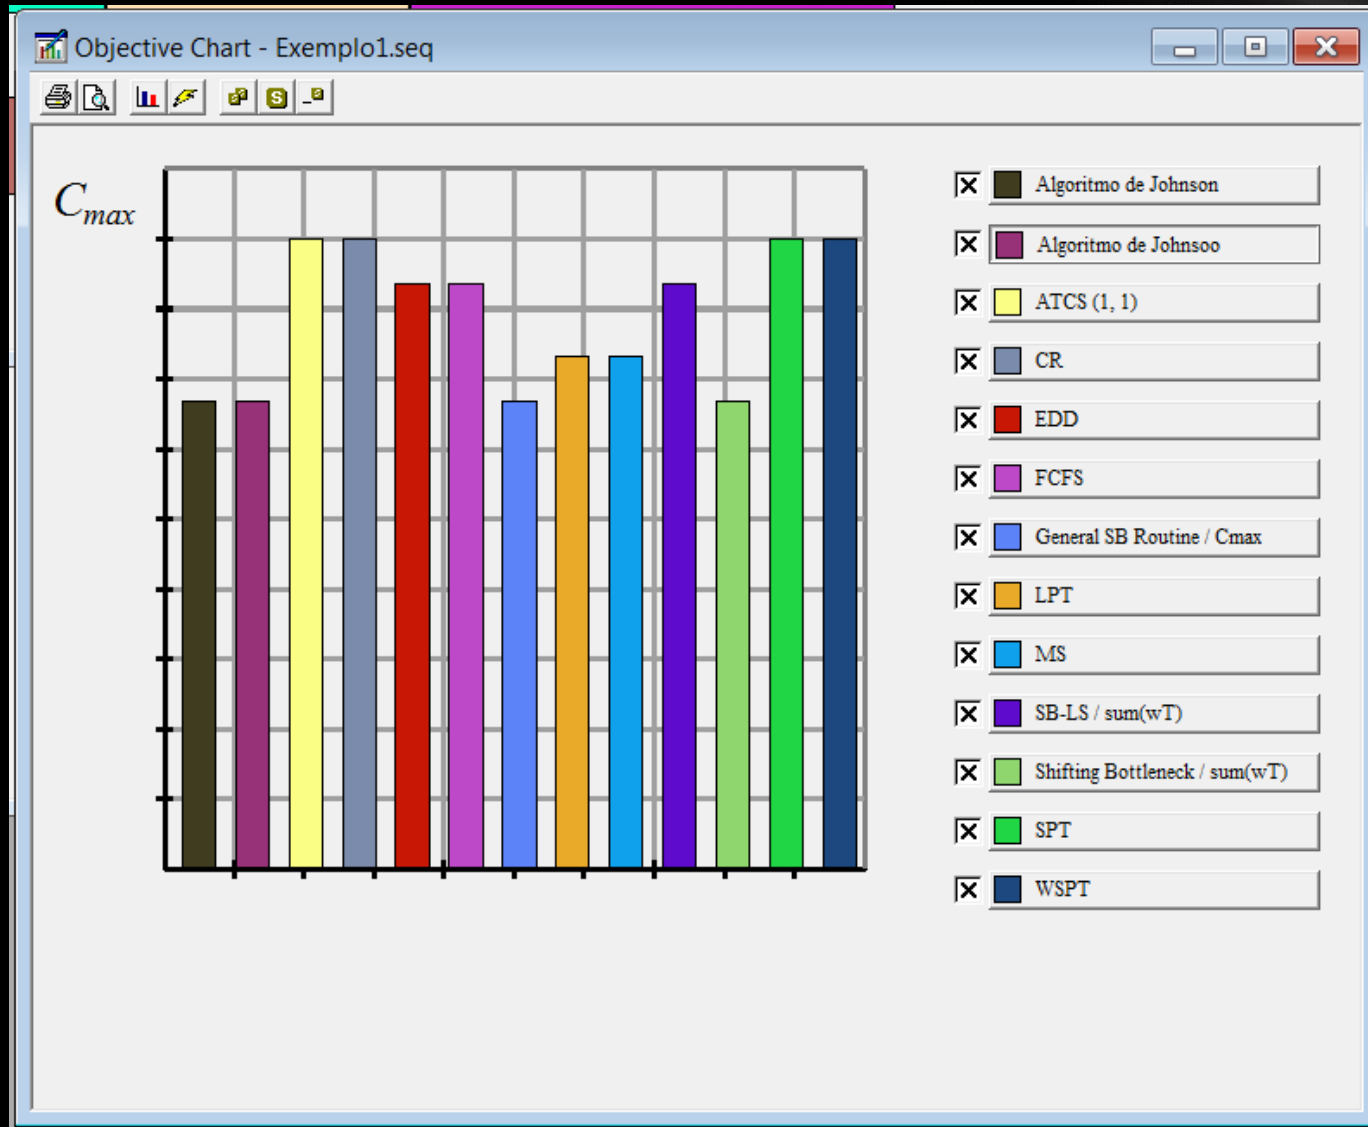 Objective Chart - Exemplo1.seq
S
C max
Algoritmo de Johnson
Algoritmo de Johnsoo
ATCS (1, 1)
CR
EDD
FCFS
General SB Routine / Cmax
LPT
MS
SB-LS / sum(wT)
Shifting Bottleneck / sum(wT)
SPT
WSPT